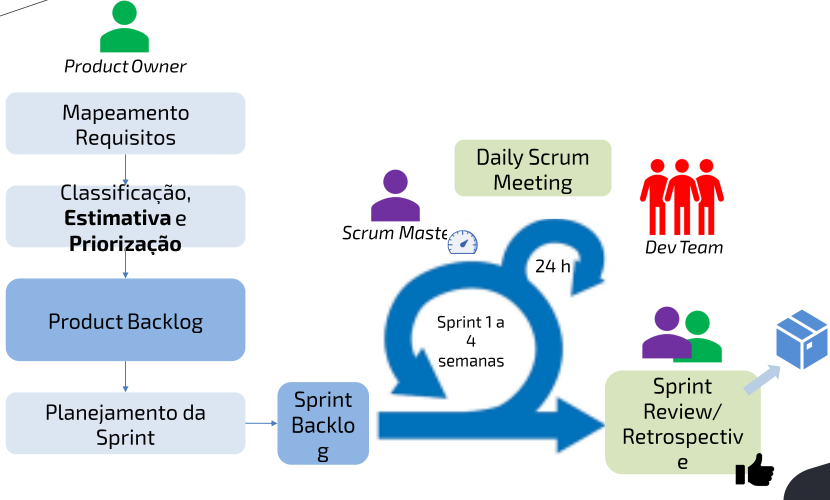 Product Owner
Mapeamento
Requisitos
Classificação,
Estimativa e
Priorização
Product Backlog
Planejamento da
Sprint
Sprint
Backlo
g
Scrum Maste
Daily Scrum
Meeting
Dev Team
24 h
Sprint 1 a
4
semanas
Sprint
Review/
Retrospectiv
e